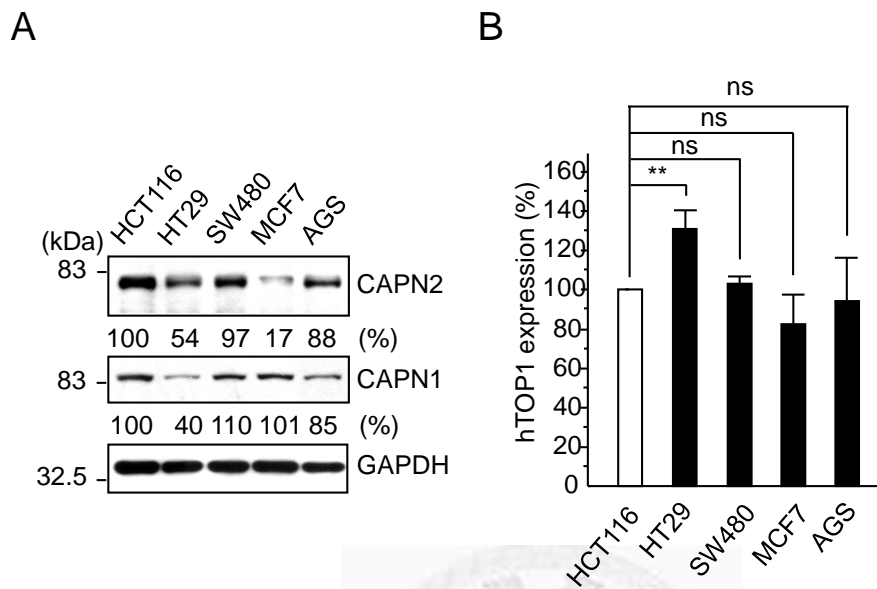 A
HCT116 HT29 SW480 MCF7 AGS
(kDa)
83
CAPN2
100 54 97 17 88 (%)
83
CAPN1
100 40 110 101 85 (%)
GAPDH
32.5
B
ns
ns
ns
**
hTOP1 expression (%)
160
140
120
100
80
60
40
20
0
HCT116 HT29 SW480 MCF7 AGS